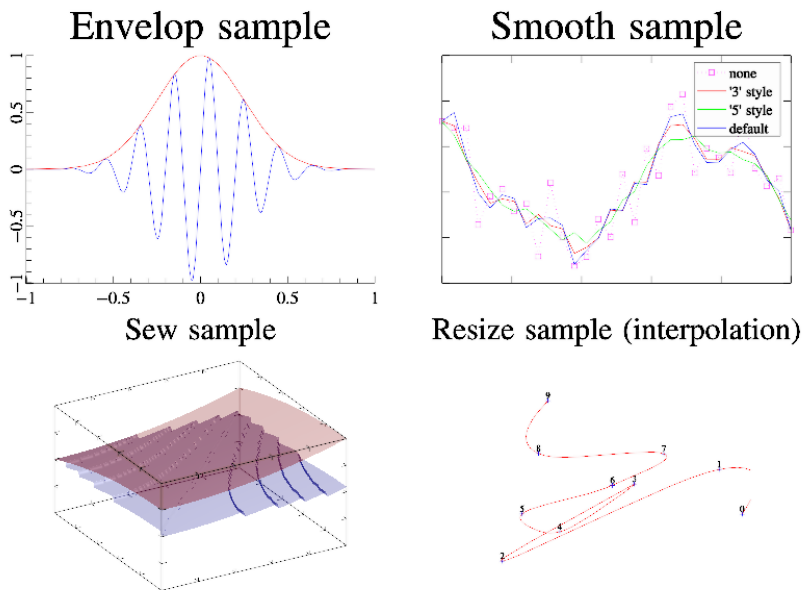 Envelop sample
Smooth sample
1
0.5
0
−0.5
−1
−1
−0.5
0
0.5
1
none
'3' style
'5' style
default
Sew sample
Resize sample (interpolation)
9
8
7
1
6
3
5
4
0
2